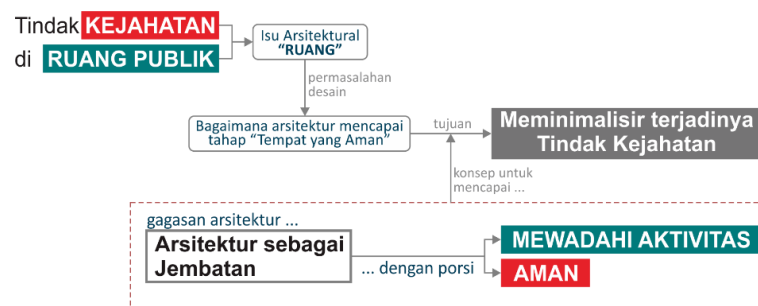 Tindak KEJAHATAN
di RUANG PUBLIK
Isu Arsitektural
“RUANG”
permasalahan
desain
Bagaimana arsitektur mencapai
tahap “Tempat yang Aman”
tujuan
Meminimalisir terjadinya
Tindak Kejahatan
konsep untuk
mencapai ...
gagasan arsitektur ...
Arsitektur sebagai
Jembatan
... dengan porsi
MEWADAHI AKTIVITAS
AMAN